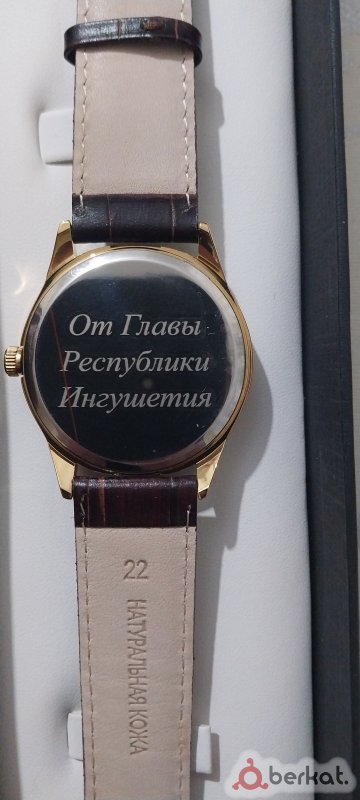 От Главы
Республики
Ингушетия
22
НАТУРАЛЬНАЯ КОЖА
berkat.